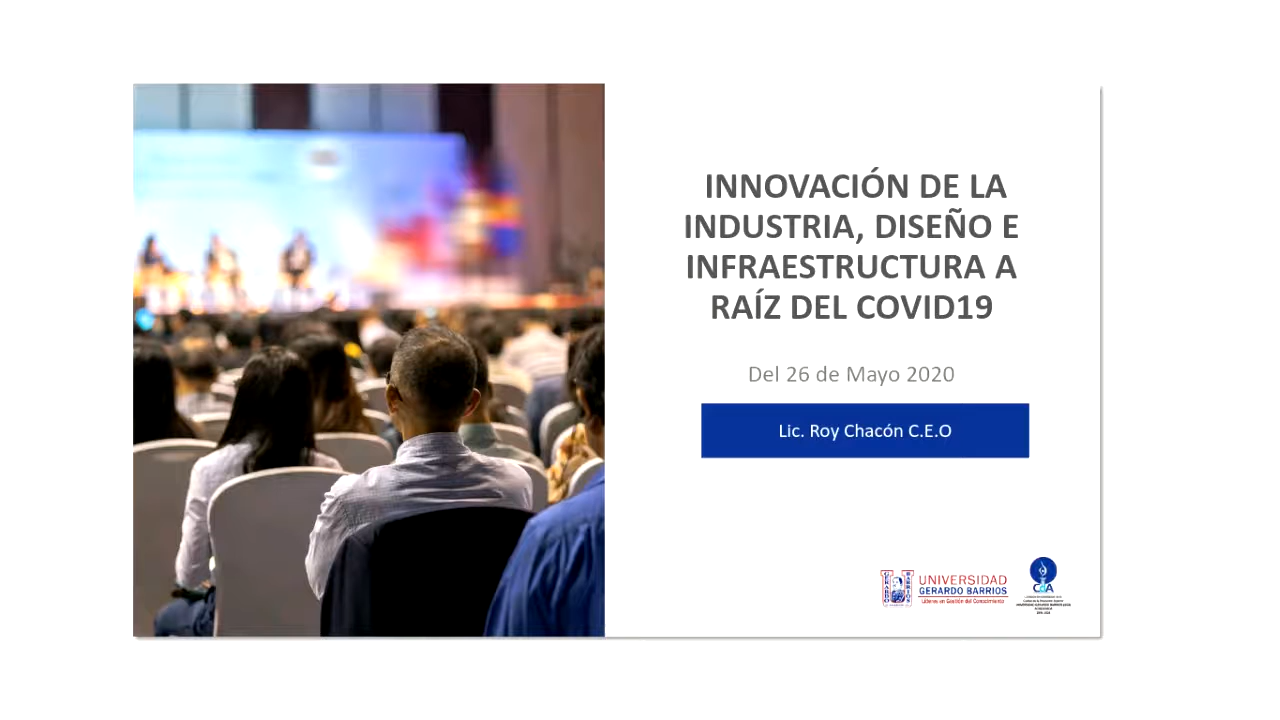 INNOVACIÓN DE LA
INDUSTRIA, DISEÑO E
INFRAESTRUCTURA A
RAÍZ DEL COVID19
Del 26 de Mayo 2020
Lic. Roy Chacón C.E.O
UNIVERSIDAD
GERARDO BARRIOS
Líderes en Gestión del Conocimiento
CdA